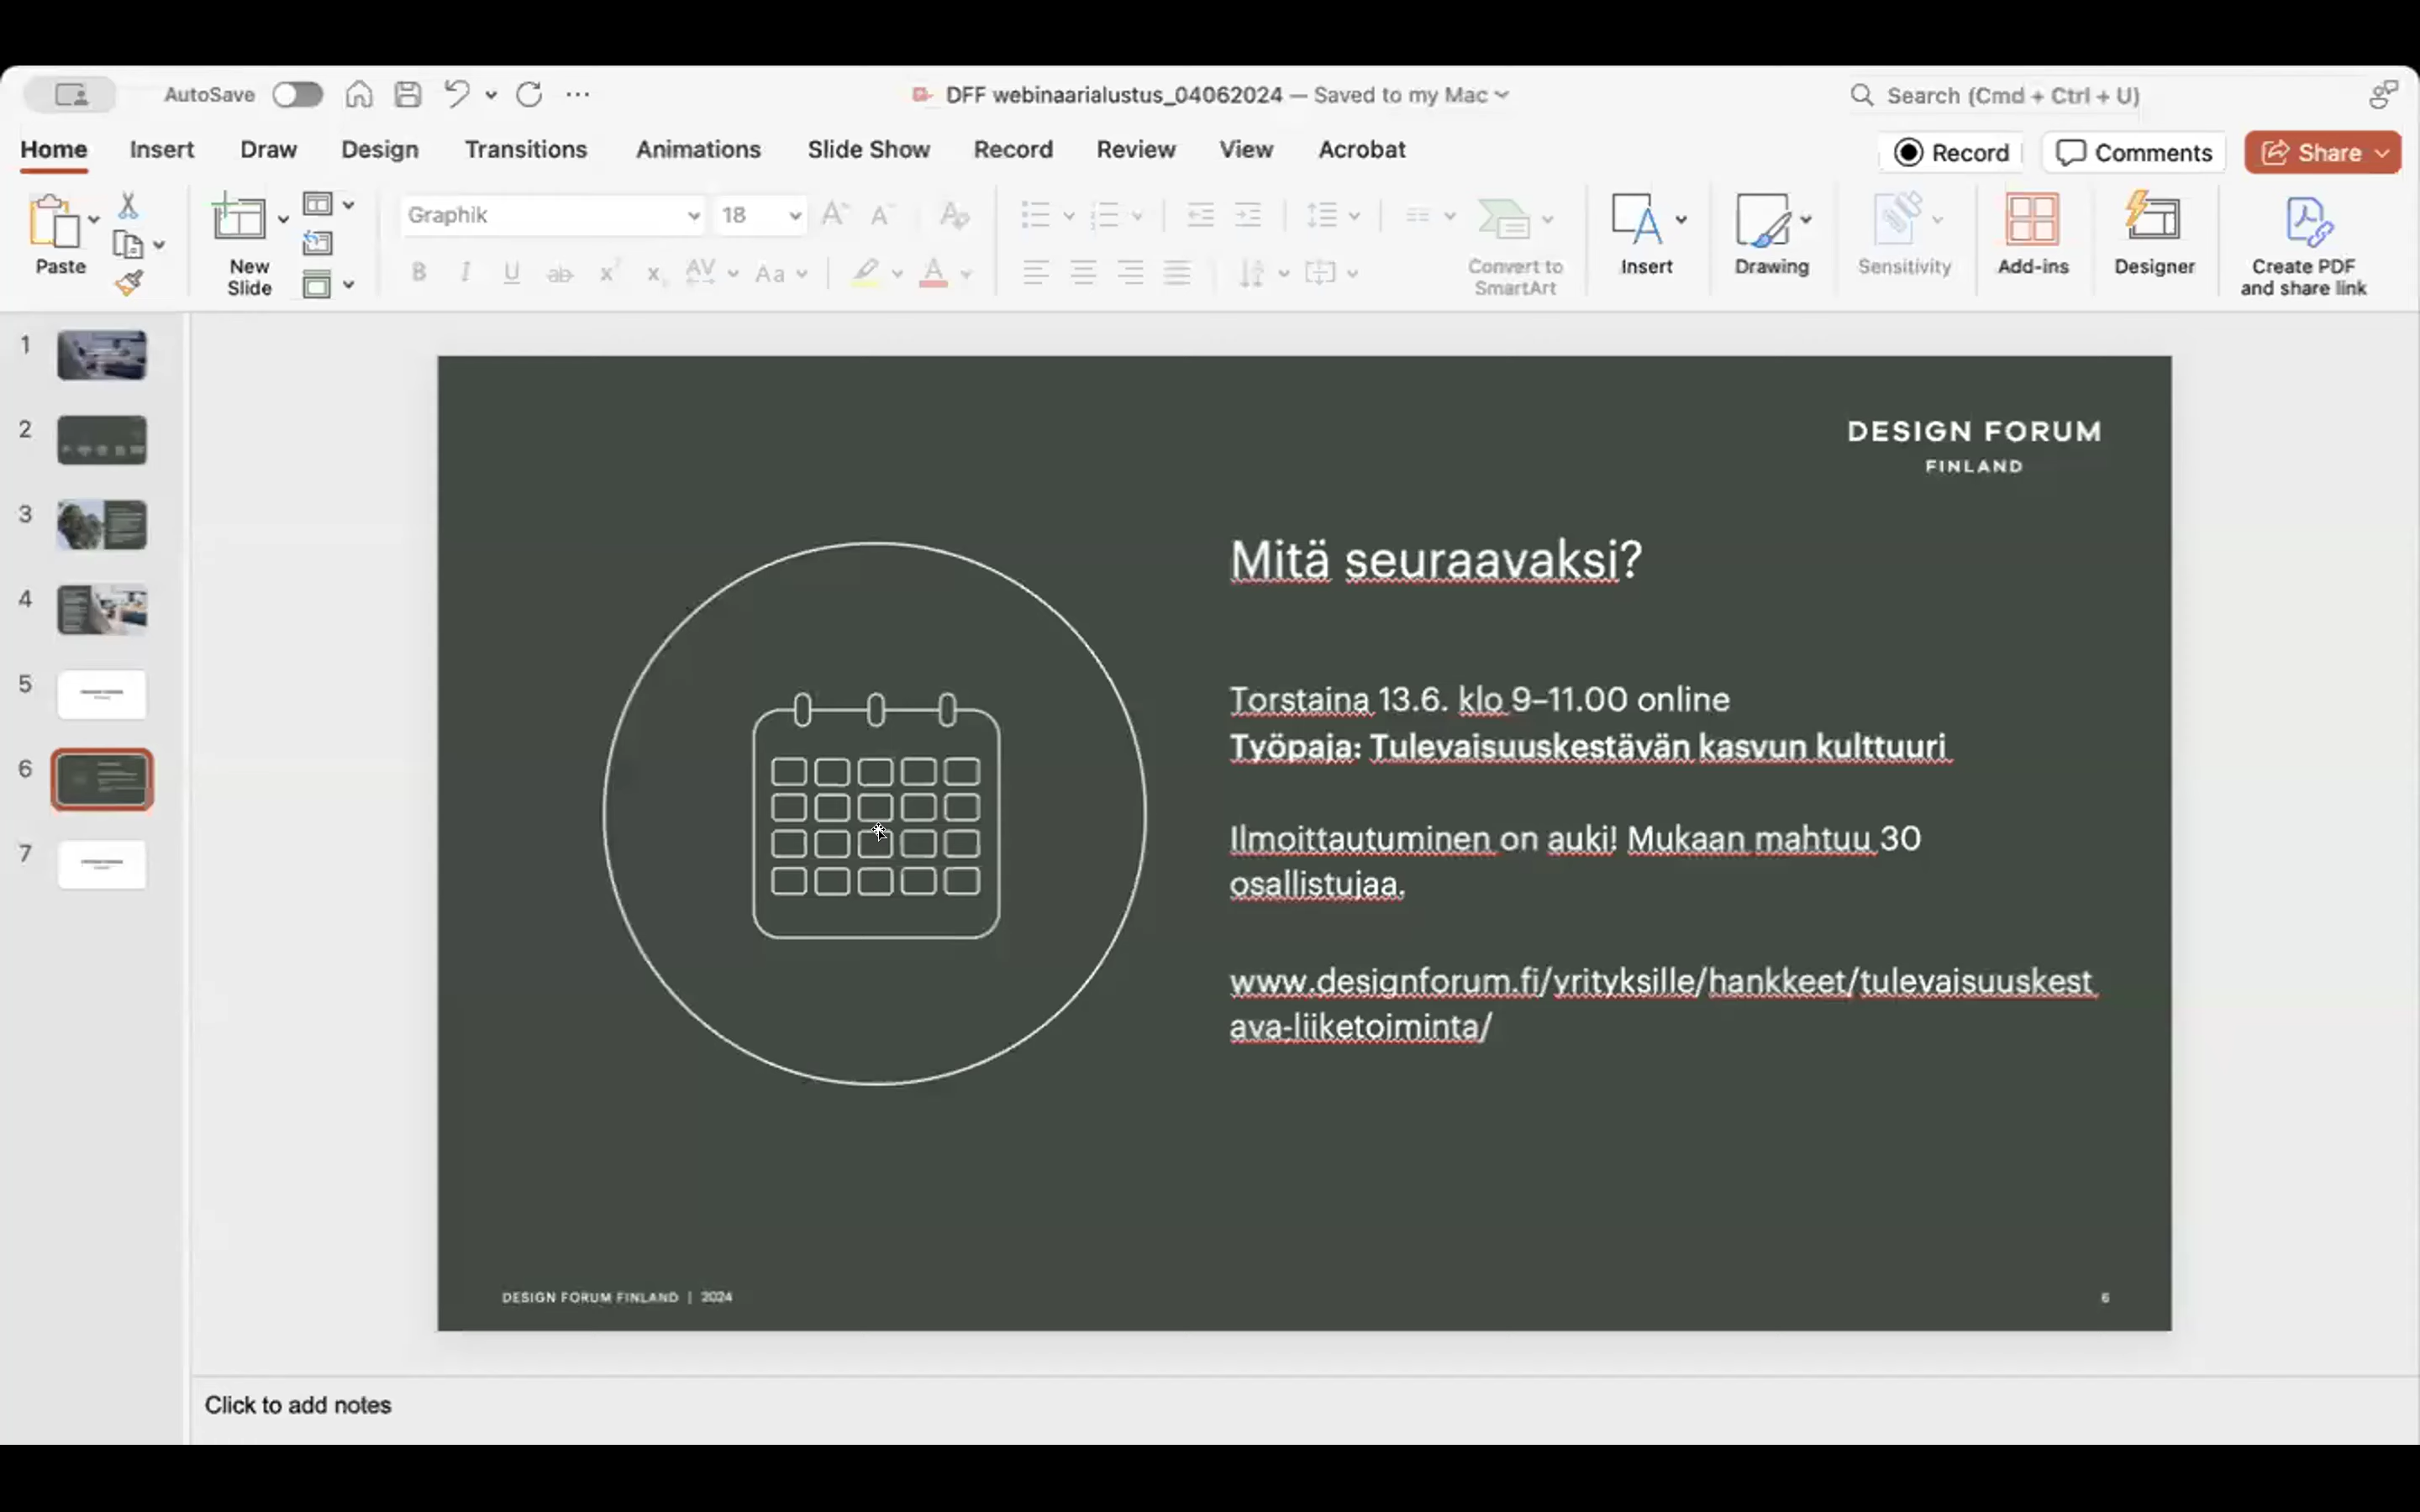 AutoSave
DFF webinaarialustus_04062024 — Saved to my Mac
Search (Cmd + Ctrl + U)
Home Insert Draw Design Transitions Animations Slide Show Record Review View Acrobat
Record Comments Share
Paste
New
Slide
Graphik 18
Convert to
SmartArt
Insert
Drawing
Sensitivity
Add-ins
Designer
Create PDF
and share link
1
2
3
4
5
6
7
DESIGN FORUM
FINLAND
Mitä seuraavaksi?
Torstaina 13.6. klo 9–11.00 online
Työpaja: Tulevaisuuskestävän kasvun kulttuuri
Ilmoittautuminen on auki! Mukaan mahtuu 30
osallistujaa.
www.designforum.fi/yrityksille/hankkeet/tulevaisuuskest
ava-liiketoiminta/
DESIGN FORUM FINLAND | 2024
6
Click to add notes